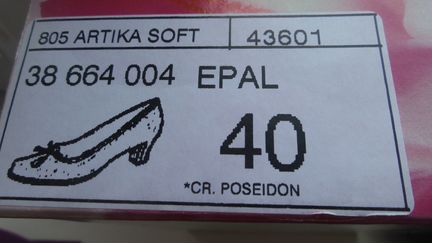 805 ARTIKA SOFT 43601
38 664 004 EPAL
40
*CR. POSEIDON